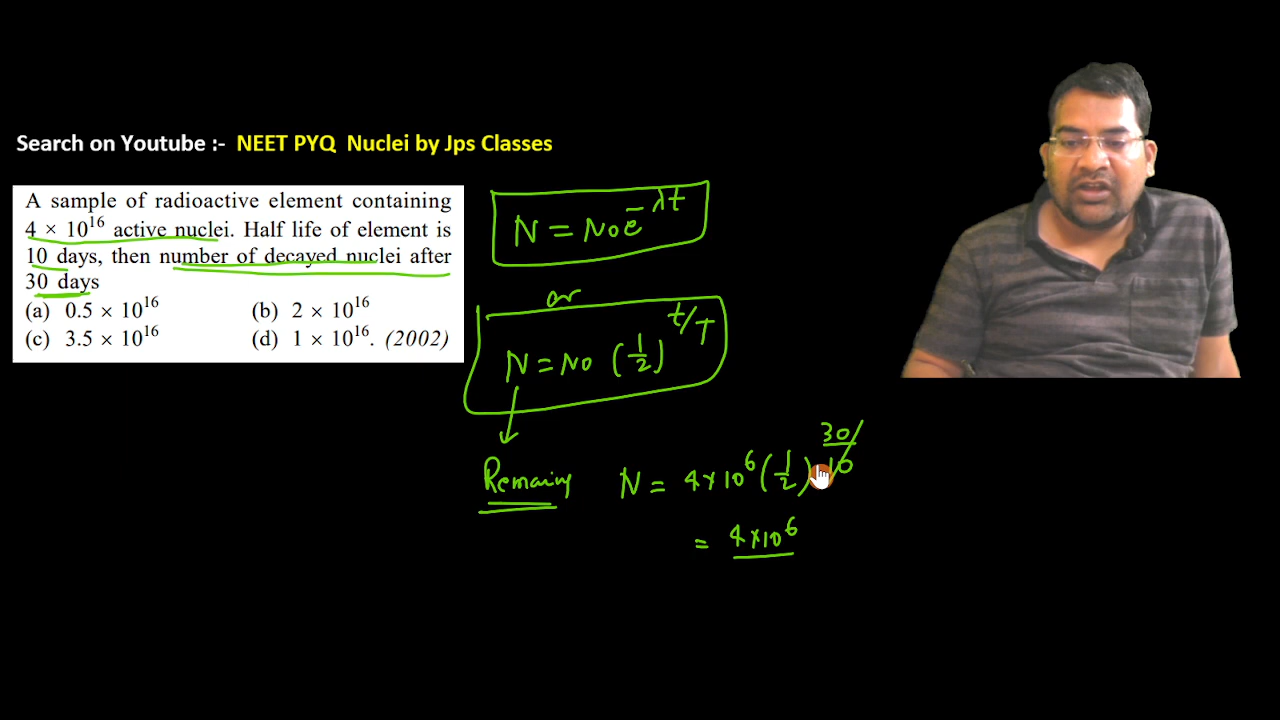 Search on Youtube :- NEET PYQ Nuclei by Jps Classes
A sample of radioactive element containing
4 × 10¹⁶ active nuclei. Half life of element is
10 days, then number of decayed nuclei after
30 days
(a) 0.5 × 10¹⁶ (b) 2 × 10¹⁶
(c) 3.5 × 10¹⁶ (d) 1 × 10¹⁶. (2002)
N = N₀e^-λt
or
N = N₀ (1/2)^t/T
Remaing N = 4×10⁶ (1/2)^30/10
= 4×10⁶